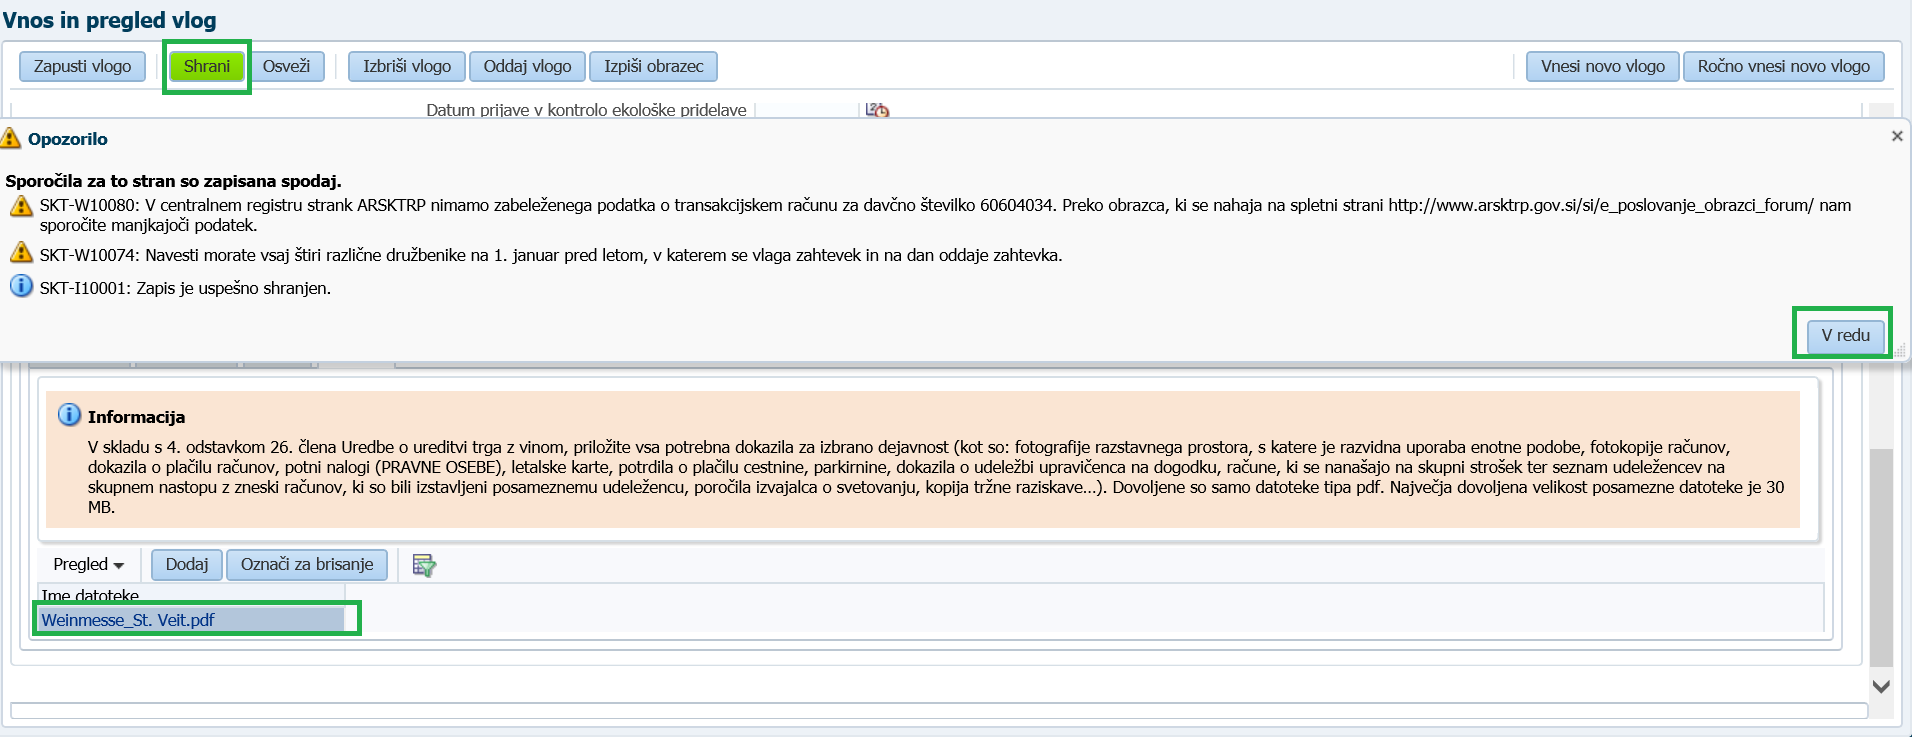 Vnos in pregled vlog
Zapusti vlogo Shrani Osveži Izbriši vlogo Oddaj vlogo Izpiši obrazec Vnesi novo vlogo Ročno vnesi novo vlogo
Datum prijave v kontrolo ekološke pridelave
Opozorilo
Sporočila za to stran so zapisana spodaj.
SKT-W10080: V centralnem registru strank ARSKTRP nimamo zabeleženega podatka o transakcijskem računu za davčno številko 60604034. Preko obrazca, ki se nahaja na spletni strani http://www.arsktrp.gov.si/si/e_poslovanje_obrazci_forum/ nam
sporočite manjkajoči podatek.
SKT-W10074: Navesti morate vsaj štiri različne družbenike na 1. januar pred letom, v katerem se vlaga zahtevek in na dan oddaje zahtevka.
SKT-I10001: Zapis je uspešno shranjen.
V redu
Informacija
V skladu s 4. odstavkom 26. člena Uredbe o ureditvi trga z vinom, priložite vsa potrebna dokazila za izbrano dejavnost (kot so: fotografije razstavnega prostora, s katere je razvidna uporaba enotne podobe, fotokopije računov,
dokazila o plačilu računov, potni nalogi (PRAVNE OSEBE), letalske karte, potrdila o plačilu cestnine, parkirnine, dokazila o udeležbi upravičenca na dogodku, račune, ki se nanašajo na skupni strošek ter seznam udeležencev na
skupnem nastopu z zneski računov, ki so bili izstavljeni posameznemu udeležencu, poročila izvajalca o svetovanju, kopija tržne raziskave...). Dovoljene so samo datoteke tipa pdf. Največja dovoljena velikost posamezne datoteke je 30
MB.
Pregled Dodaj Označi za brisanje
Ime datoteke
Weinmesse_St. Veit.pdf